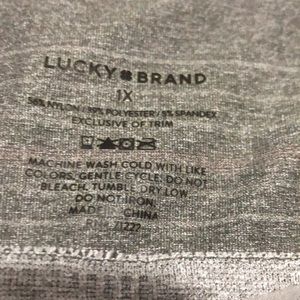 LUCKY BRAND
1X
NYLON / POLYESTER / 5% SPANDEX
EXCLUSIVE OF TRIM
MACHINE WASH COLD WITH LIKE
COLORS, GENTLE CYCLE. DO NOT
BLEACH. TUMBLE DRY LOW
DO NOT IRON.
MADE CHINA